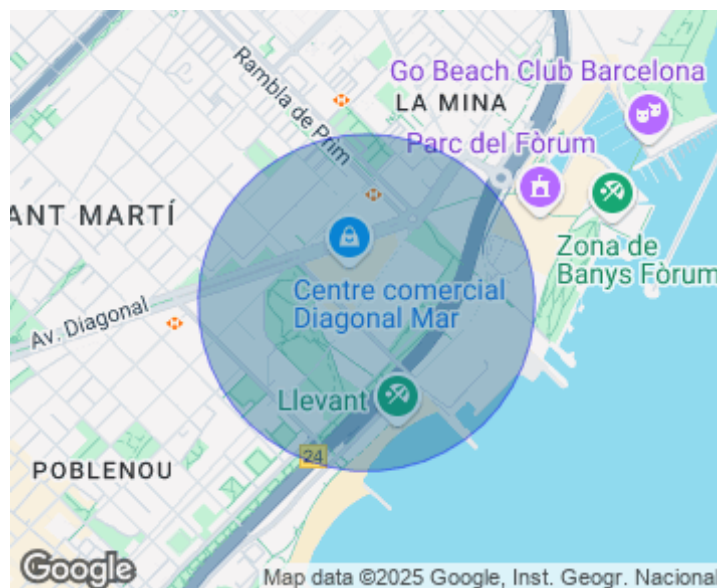 Go Beach Club Barcelona
Rambla de Prim
LA MINA
Parc del Fòrum
ANT MARTÍ
Zona de
Banys Fòrum
Centre comercial
Diagonal Mar
Av. Diagonal
Llevant
24
POBLENOU
Google
Map data ©2025 Google, Inst. Geogr. Nacional